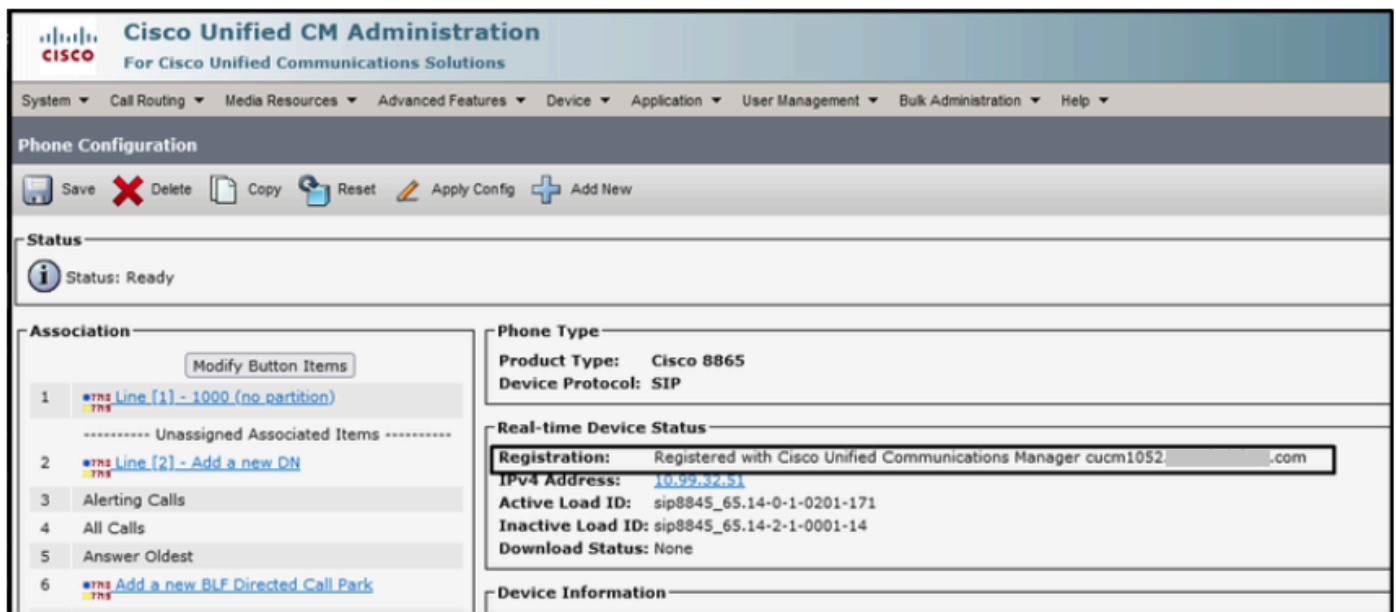 Cisco Unified CM Administration
CISCO
For Cisco Unified Communications Solutions
System Call Routing Media Resources Advanced Features Device Application User Management Bulk Administration Help
Phone Configuration
Save Delete Copy Reset Apply Config Add New
Status
i
Status: Ready
Association
Modify Button Items
1 Line [1] - 1000 (no partition)
---------- Unassigned Associated Items ----------
2 Line [2] - Add a new DN
3 Alerting Calls
4 All Calls
5 Answer Oldest
6 Add a new BLF Directed Call Park
Phone Type
Product Type: Cisco 8865
Device Protocol: SIP
Real-time Device Status
Registration: Registered with Cisco Unified Communications Manager cucm1052. .com
IPv4 Address: 10.99.32.51
Active Load ID: sip8845_65.14-0-1-0201-171
Inactive Load ID: sip8845_65.14-2-1-0001-14
Download Status: None
Device Information